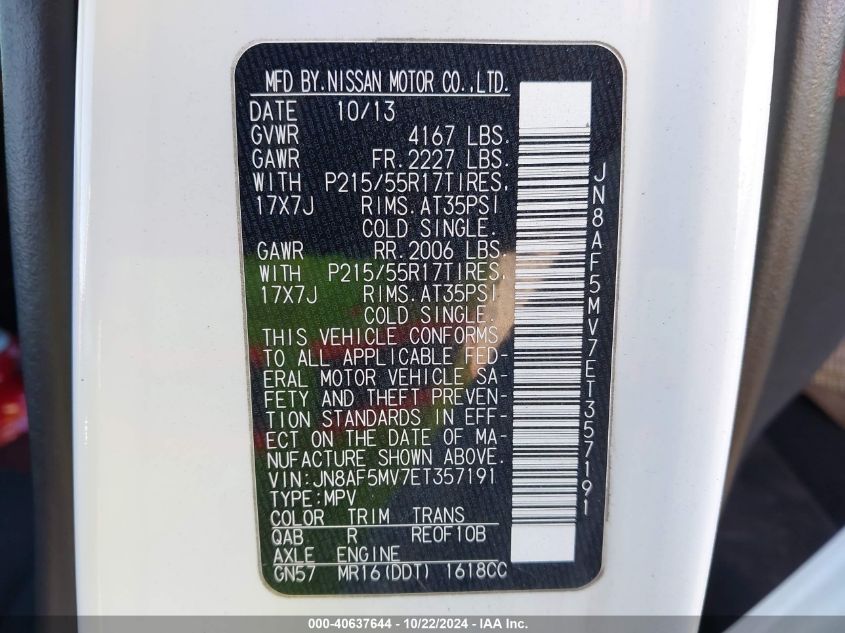 MFD BY.NISSAN MOTOR CO.,LTD.
DATE 10/13
GVWR 4167 LBS.
GAWR FR.2227 LBS.
WITH P215/55R17TIRES,
17X7J RIMS.AT35PSI
COLD SINGLE.
GAWR RR.2006 LBS.
WITH P215/55R17TIRES,
17X7J RIMS.AT35PSI
COLD SINGLE.
THIS VEHICLE CONFORMS
TO ALL APPLICABLE FED-
ERAL MOTOR VEHICLE SA-
FETY AND THEFT PREVEN-
TION STANDARDS IN EFF-
ECT ON THE DATE OF MA-
NUFACTURE SHOWN ABOVE.
VIN:JN8AF5MV7ET357191
TYPE:MPV
COLOR TRIM TRANS
QAB R RE0F10B
AXLE ENGINE
GN57 MR16(DDT) 1618CC
JN8AF5MV7ET357191
000-40637644 / 10/22/2024 - IAA Inc.